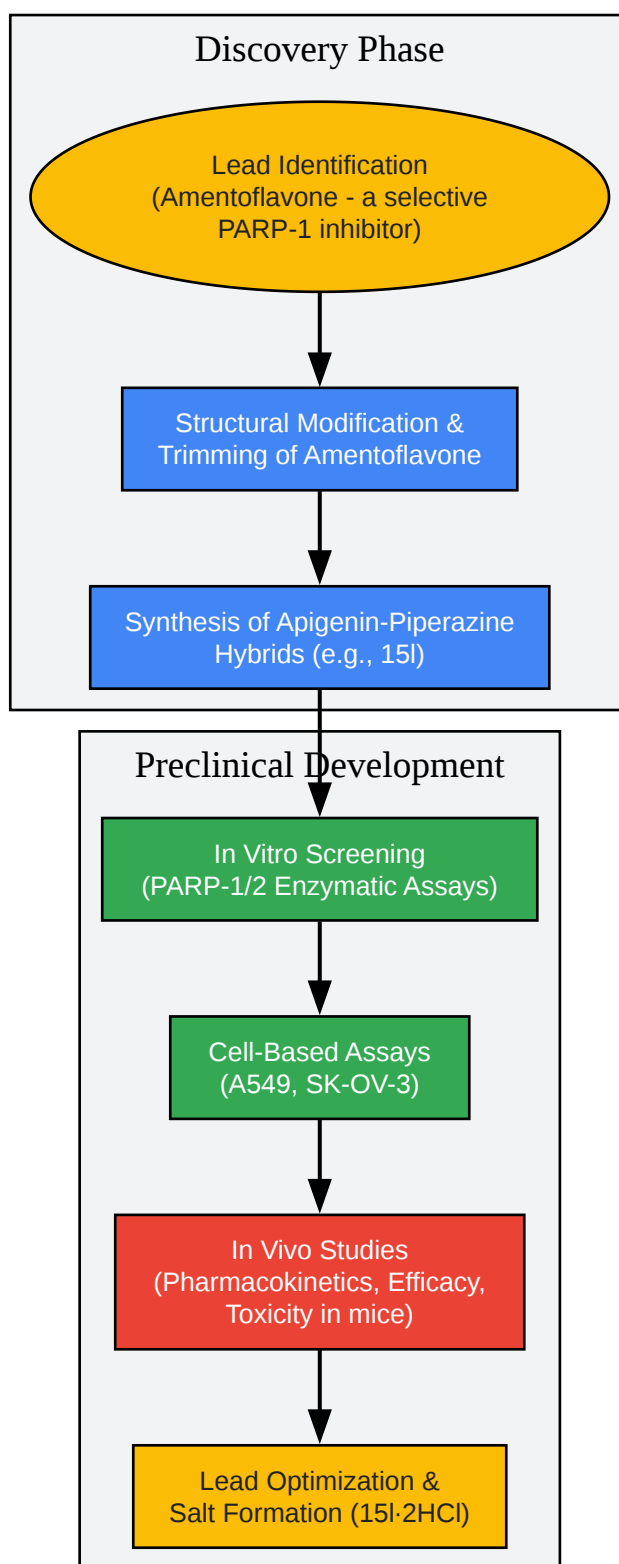 Discovery Phase
Lead Identification
(Amentoflavone - a selective
PARP-1 inhibitor)
Structural Modification &
Trimming of Amentoflavone
Synthesis of Apigenin-Piperazine
Hybrids (e.g., 15l)
Preclinical Development
In Vitro Screening
(PARP-1/2 Enzymatic Assays)
Cell-Based Assays
(A549, SK-OV-3)
In Vivo Studies
(Pharmacokinetics, Efficacy,
Toxicity in mice)
Lead Optimization &
Salt Formation (15l·2HCl)